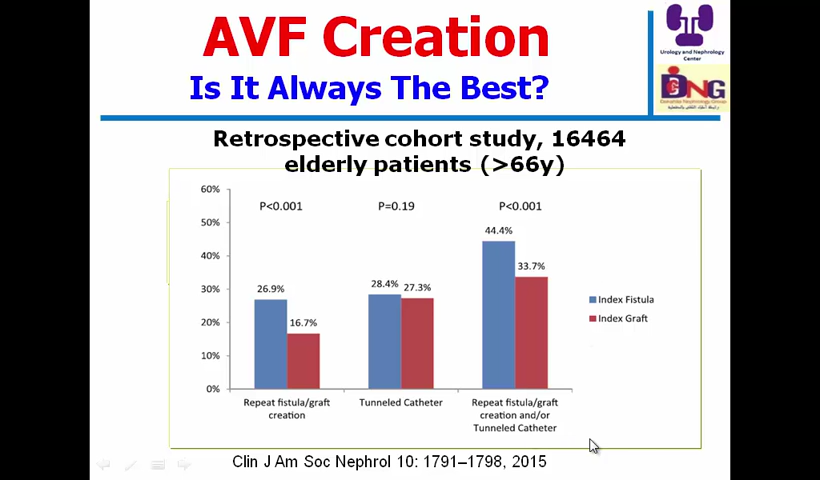 AVF Creation
Is It Always The Best?
Urology and Nephrology
Center
DNG
Retrospective cohort study, 16464
elderly patients (>66y)
60%
50%
40%
30%
20%
10%
0%
P<0.001
P=0.19
P<0.001
26.9%
16.7%
28.4%
27.3%
44.4%
33.7%
Index Fistula
Index Graft
Repeat fistula/graft
creation
Tunneled Catheter
Repeat fistula/graft
creation and/or
Tunneled Catheter
Clin J Am Soc Nephrol 10: 1791–1798, 2015